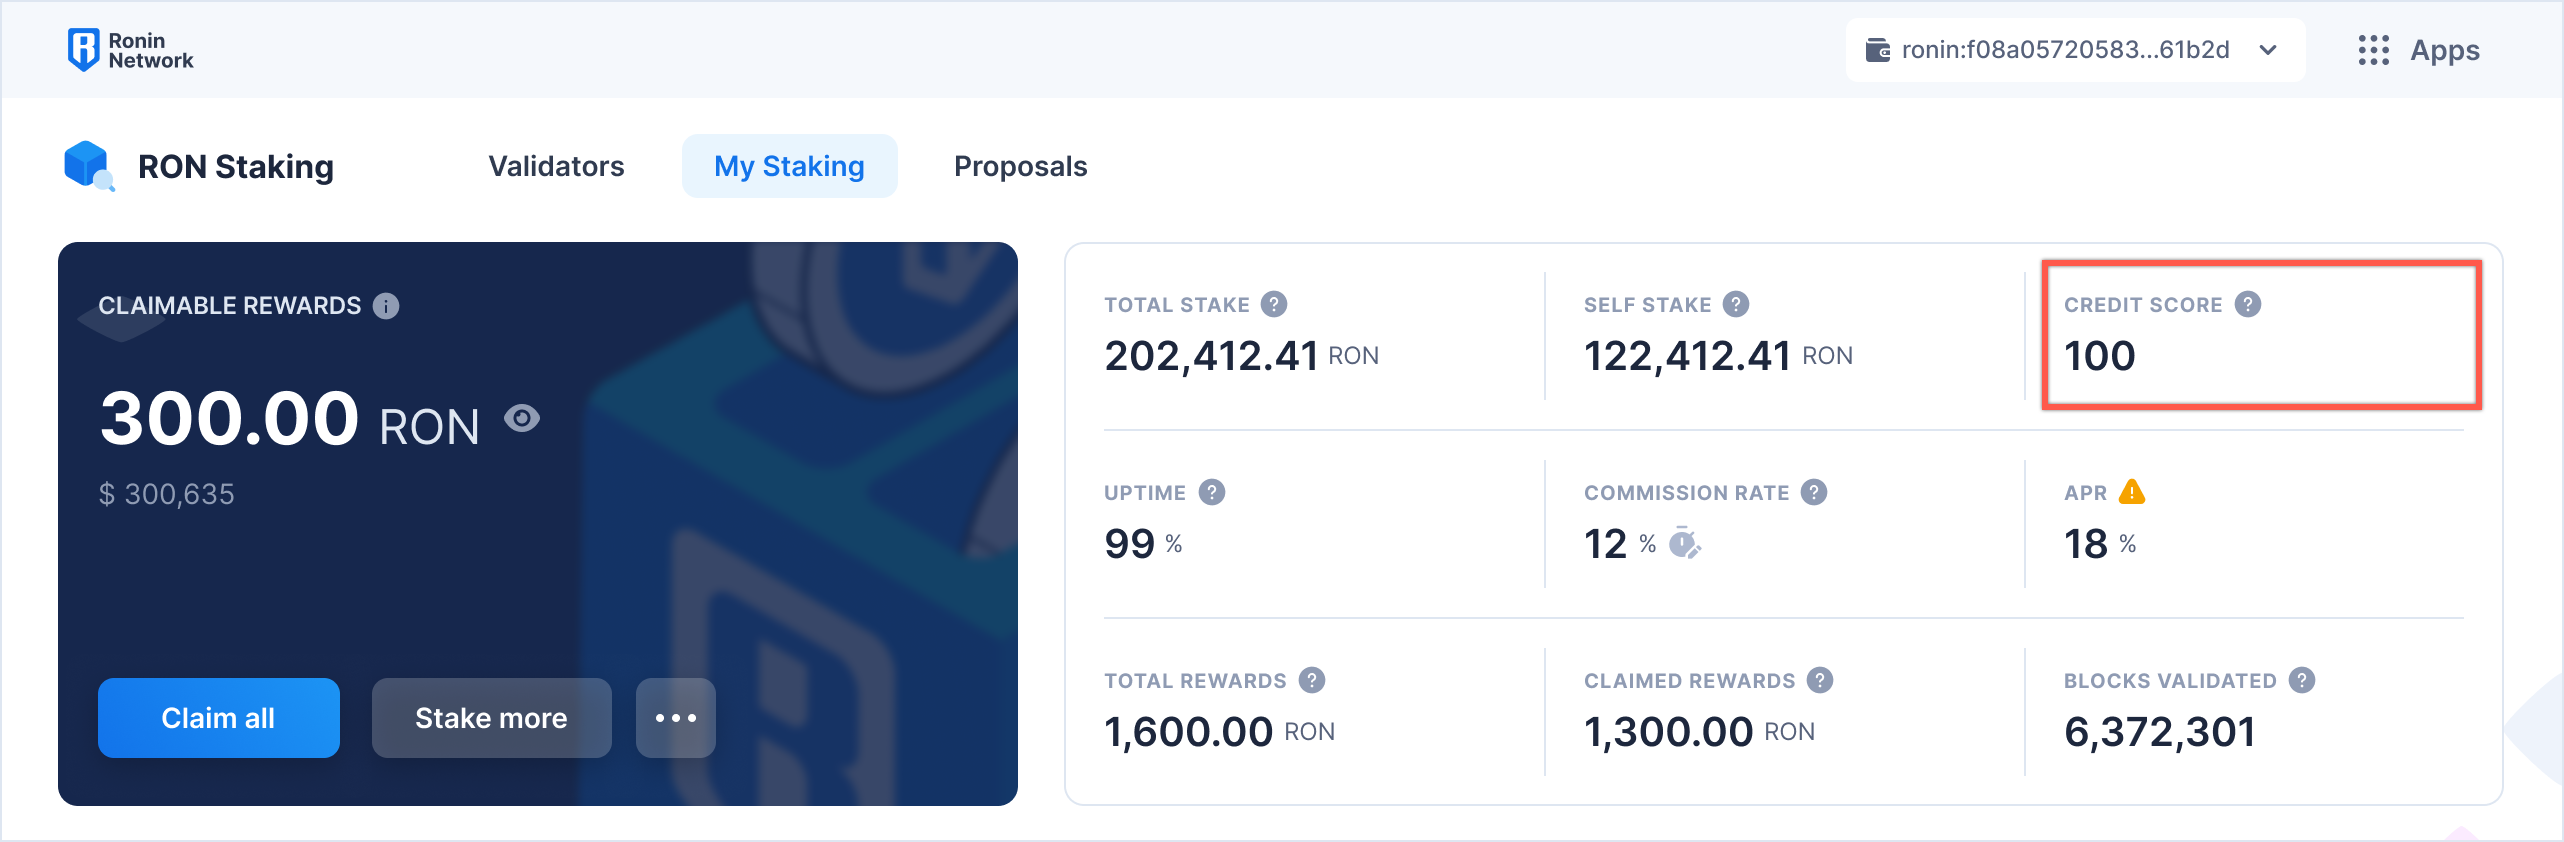 Ronin
Network
ronin:f08a05720583...61b2d
Apps
RON Staking
Validators
My Staking
Proposals
CLAIMABLE REWARDS
300.00 RON
$ 300,635
Claim all
Stake more
TOTAL STAKE
202,412.41 RON
SELF STAKE
122,412.41 RON
CREDIT SCORE
100
UPTIME
99 %
COMMISSION RATE
12 %
APR
18 %
TOTAL REWARDS
1,600.00 RON
CLAIMED REWARDS
1,300.00 RON
BLOCKS VALIDATED
6,372,301